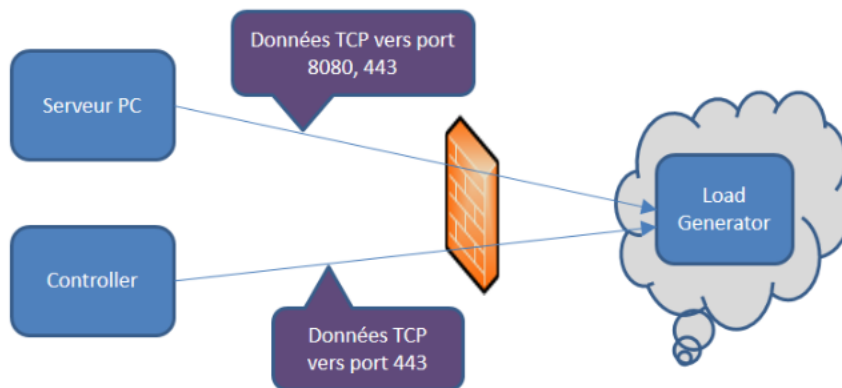 Données TCP vers port
8080, 443
Serveur PC
Load
Generator
Controller
Données TCP
vers port 443